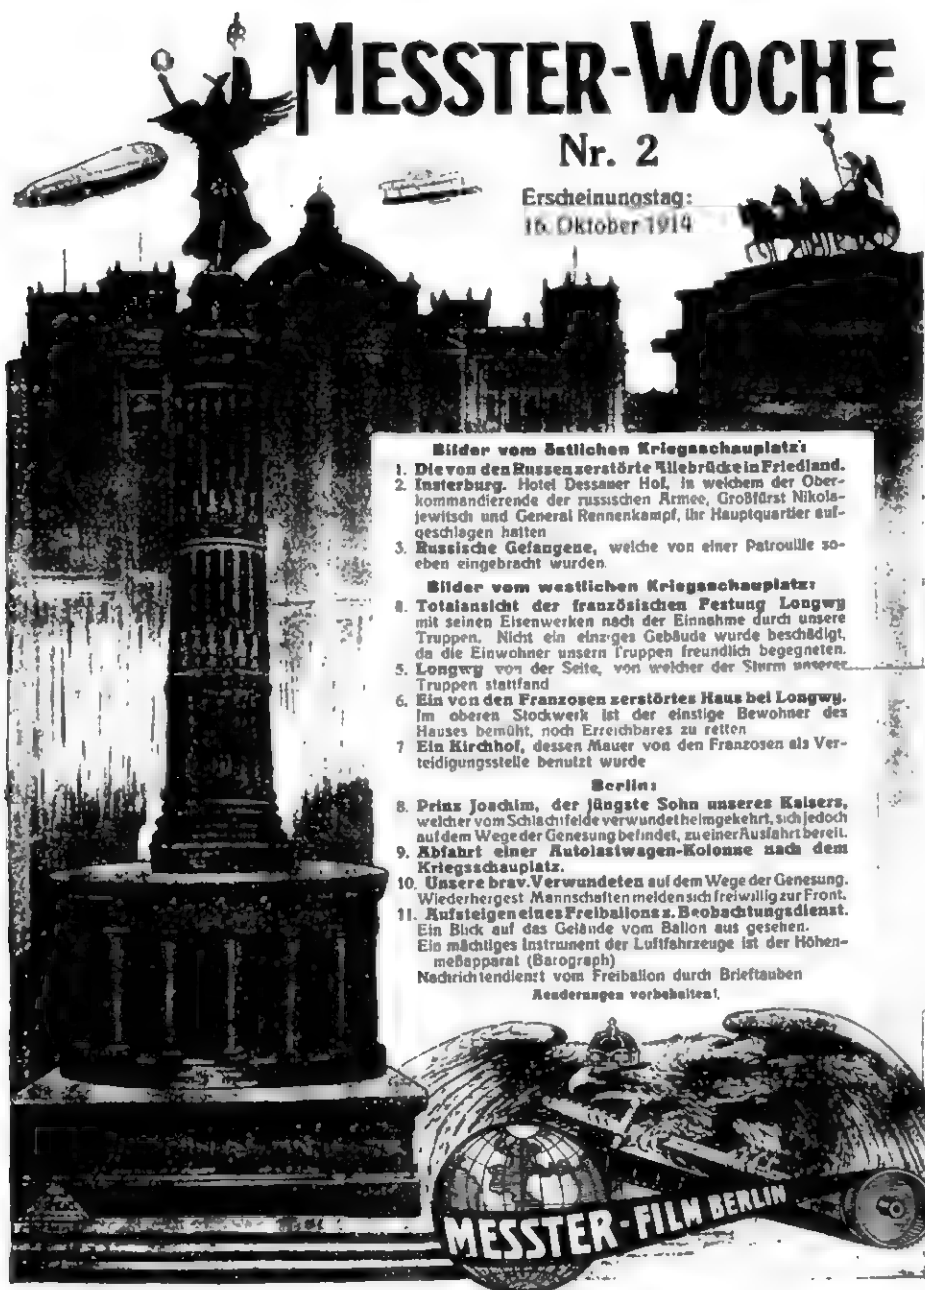 MESSTER-WOCHE
Nr. 2
Erscheinungstag:
16. Oktober 1914
Bilder vom östlichen Kriegsschauplatz:
1. Die von den Russen zerstörte Allebrücke in Friedland.
2. Insterburg. Hotel Dessauer Hof, in welchem der Ober-
kommandierende der russischen Armee, Großfürst Nikola-
jewitsch und General Rennenkampf, ihr Hauptquartier auf-
geschlagen hatten
3. Russische Gefangene, welche von einer Patrouille so-
eben eingebracht wurden.
Bilder vom westlichen Kriegsschauplatz:
4. Totalansicht der französischen Festung Longwy
mit seinen Eisenwerken nach der Einnahme durch unsere
Truppen. Nicht ein einziges Gebäude wurde beschädigt,
da die Einwohner unsern Truppen freundlich begegneten.
5. Longwy von der Seite, von welcher der Sturm unserer
Truppen stattfand
6. Ein von den Franzosen zerstörtes Haus bei Longwy.
Im oberen Stockwerk ist der einstige Bewohner des
Hauses bemüht, noch Erreichbares zu retten
7 Ein Kirchhof, dessen Mauer von den Franzosen als Ver-
teidigungsstelle benutzt wurde
Berlin:
8. Prinz Joachim, der jüngste Sohn unseres Kaisers,
welcher vom Schlachtfelde verwundet heimgekehrt, sich jedoch
auf dem Wege der Genesung befindet, zu einer Ausfahrt bereit.
9. Abfahrt einer Autolastwagen-Kolonne nach dem
Kriegsschauplatz.
10. Unsere brav. Verwundeten auf dem Wege der Genesung.
Wiederhergest Mannschaften melden sich freiwillig zur Front.
11. Aufsteigen eines Freiballons z. Beobachtungsdienst.
Ein Blick auf das Gelände vom Ballon aus gesehen.
Ein mächtiges Instrument der Luftfahrzeuge ist der Höhen-
meßapparat (Barograph)
Nachrichtendienst vom Freiballon durch Brieftauben
Aenderungen vorbehalten!
MESSTER-FILM BERLIN